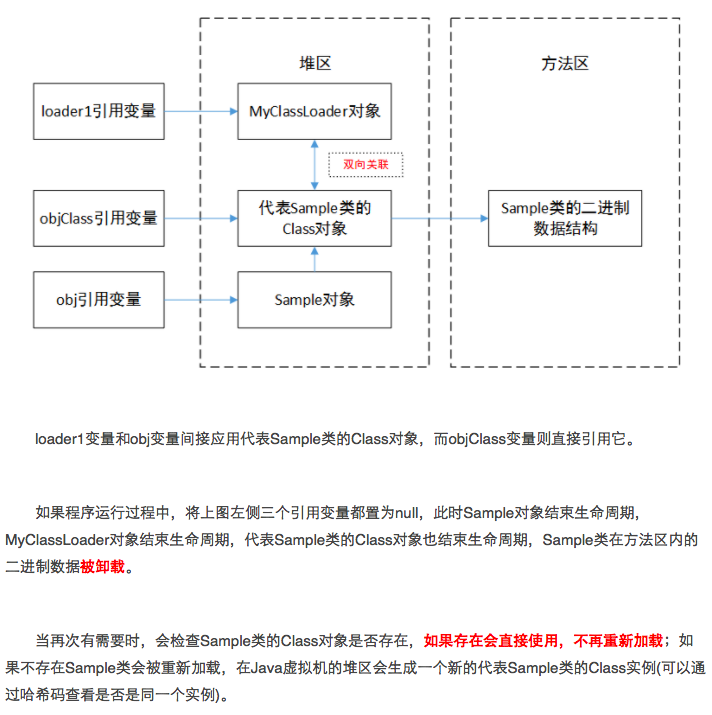 堆区
方法区
loader1引用变量
MyClassLoader对象
双向关联
objClass引用变量
代表Sample类的
Class对象
Sample类的二进制
数据结构
obj引用变量
Sample对象
loader1变量和obj变量间接应用代表Sample类的Class对象，而objClass变量则直接引用它。
如果程序运行过程中，将上图左侧三个引用变量都置为null，此时Sample对象结束生命周期，
MyClassLoader对象结束生命周期，代表Sample类的Class对象也结束生命周期，Sample类在方法区内的
二进制数据被卸载。
当再次有需要时，会检查Sample类的Class对象是否存在，如果存在会直接使用，不再重新加载；如
果不存在Sample类会被重新加载，在Java虚拟机的堆区会生成一个新的代表Sample类的Class实例(可以通
过哈希码查看是否是同一个实例)。